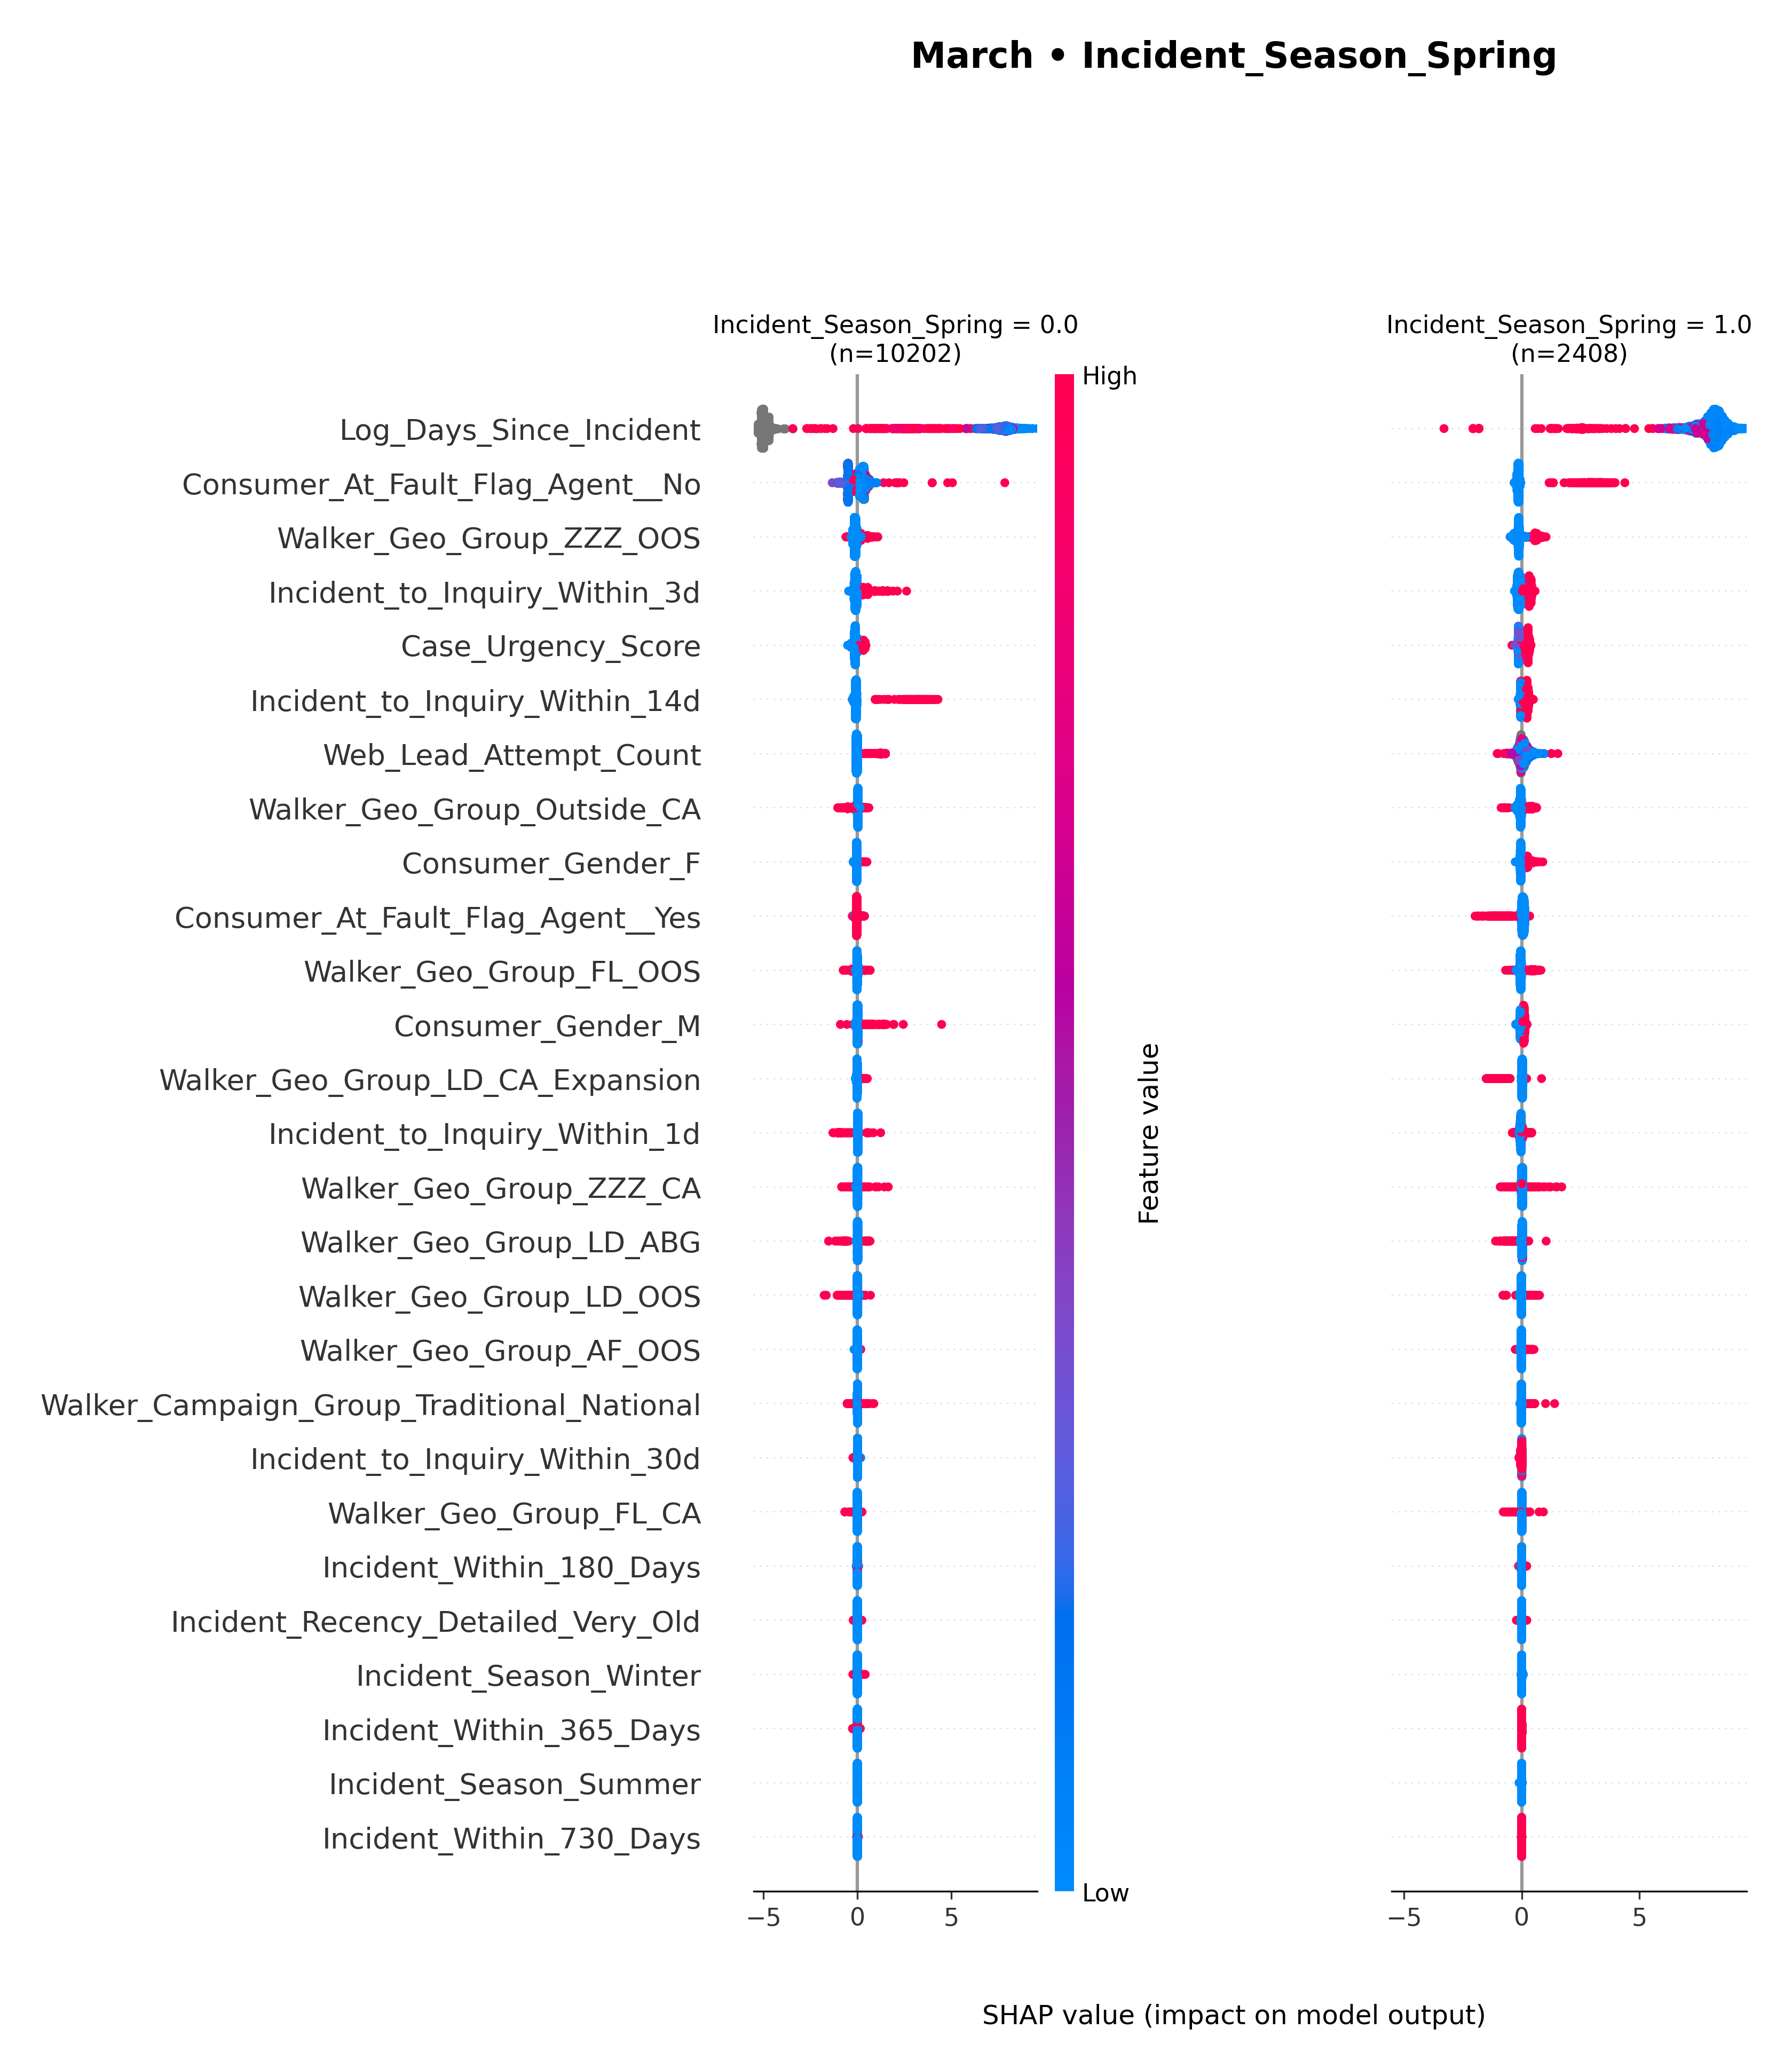 March • Incident_Season_Spring
Incident_Season_Spring = 0.0
(n=10202)
Incident_Season_Spring = 1.0
(n=2408)
High
Log_Days_Since_Incident
Consumer_At_Fault_Flag_Agent__No
Walker_Geo_Group_ZZZ_OOS
Incident_to_Inquiry_Within_3d
Case_Urgency_Score
Incident_to_Inquiry_Within_14d
Web_Lead_Attempt_Count
Walker_Geo_Group_Outside_CA
Consumer_Gender_F
Consumer_At_Fault_Flag_Agent__Yes
Walker_Geo_Group_FL_OOS
Consumer_Gender_M
Walker_Geo_Group_LD_CA_Expansion
Incident_to_Inquiry_Within_1d
Walker_Geo_Group_ZZZ_CA
Walker_Geo_Group_LD_ABG
Walker_Geo_Group_LD_OOS
Walker_Geo_Group_AF_OOS
Walker_Campaign_Group_Traditional_National
Incident_to_Inquiry_Within_30d
Walker_Geo_Group_FL_CA
Incident_Within_180_Days
Incident_Recency_Detailed_Very_Old
Incident_Season_Winter
Incident_Within_365_Days
Incident_Season_Summer
Incident_Within_730_Days
Feature value
Low
−5 0 5
−5 0 5
SHAP value (impact on model output)